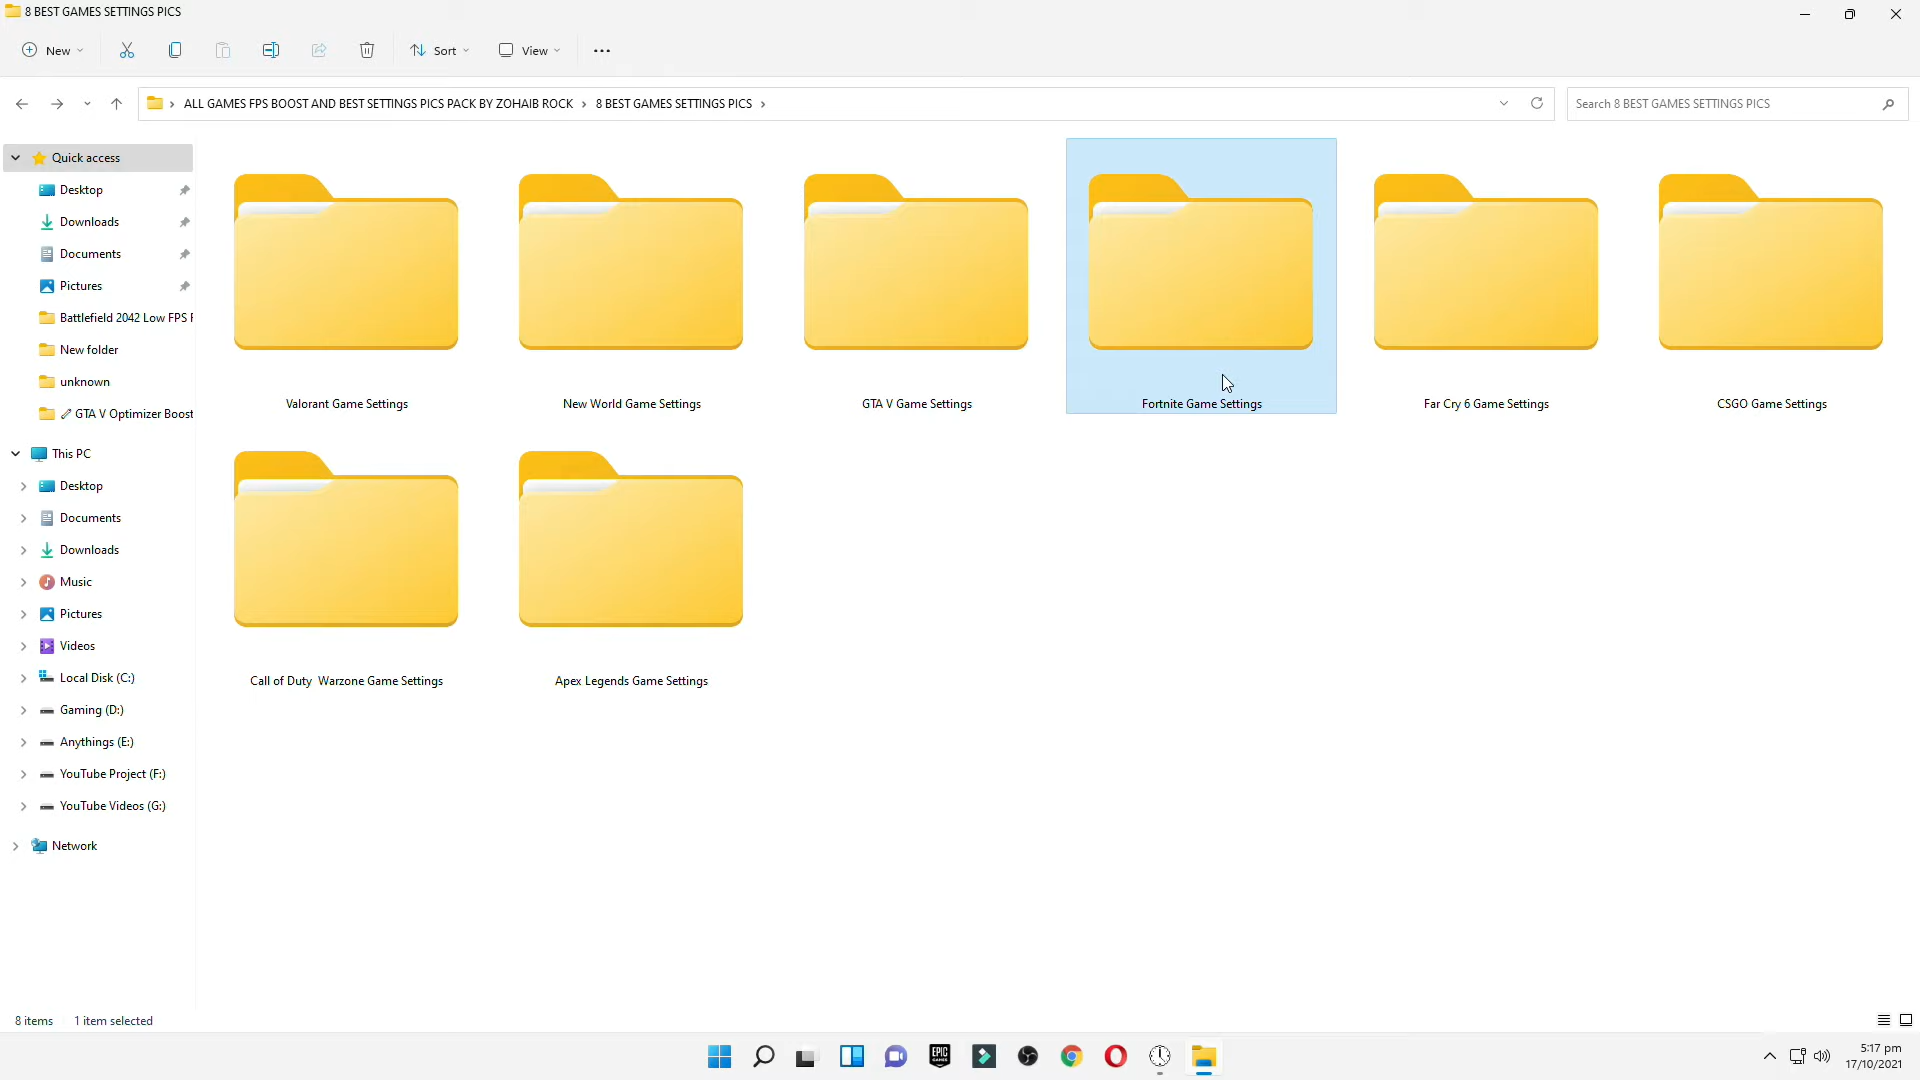 8 BEST GAMES SETTINGS PICS
New
Sort
View
ALL GAMES FPS BOOST AND BEST SETTINGS PICS PACK BY ZOHAIB ROCK > 8 BEST GAMES SETTINGS PICS >
Search 8 BEST GAMES SETTINGS PICS
Quick access
Desktop
Downloads
Documents
Pictures
Battlefield 2042 Low FPS
New folder
unknown
GTA V Optimizer Boost
This PC
Desktop
Documents
Downloads
Music
Pictures
Videos
Local Disk (C:)
Gaming (D:)
Anythings (E:)
YouTube Project (F:)
YouTube Videos (G:)
Network
Valorant Game Settings
New World Game Settings
GTA V Game Settings
Fortnite Game Settings
Far Cry 6 Game Settings
CSGO Game Settings
Call of Duty  Warzone Game Settings
Apex Legends Game Settings
8 items
1 item selected
EPIC GAMES
5:17 pm
17/10/2021